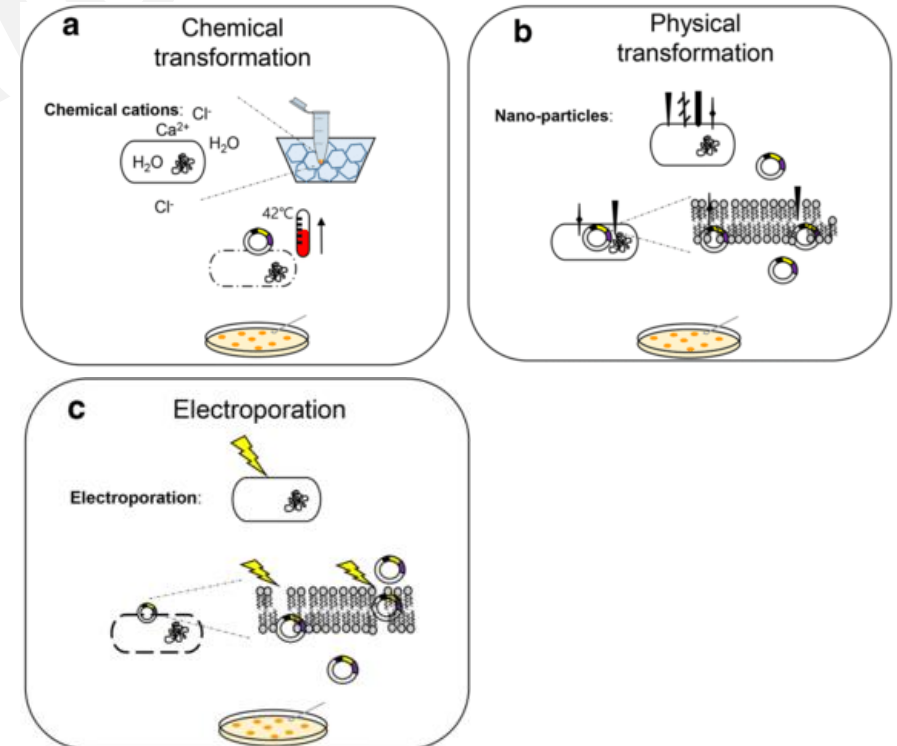 a
Chemical
transformation
Chemical cations: Cl⁻
Ca²⁺
H₂O
H₂O
Cl⁻
42℃
b
Physical
transformation
Nano-particles:
c
Electroporation
Electroporation: